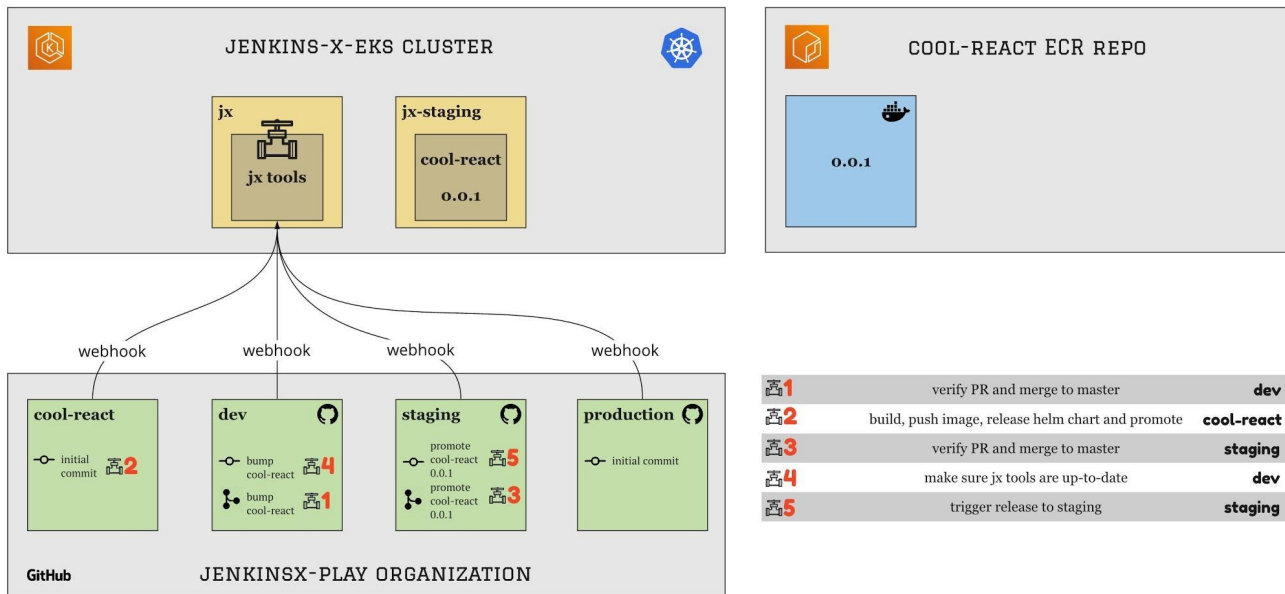 JENKINS-X-EKS CLUSTER
jx
jx tools
jx-staging
cool-react
0.0.1
COOL-REACT ECR REPO
0.0.1
webhook
webhook
webhook
webhook
cool-react
initial
commit
2
dev
bump
cool-react
4
bump
cool-react
1
staging
promote
cool-react
0.0.1
5
promote
cool-react
0.0.1
3
production
initial commit
GitHub
JENKINSX-PLAY ORGANIZATION
1 verify PR and merge to master dev
2 build, push image, release helm chart and promote cool-react
3 verify PR and merge to master staging
4 make sure jx tools are up-to-date dev
5 trigger release to staging staging